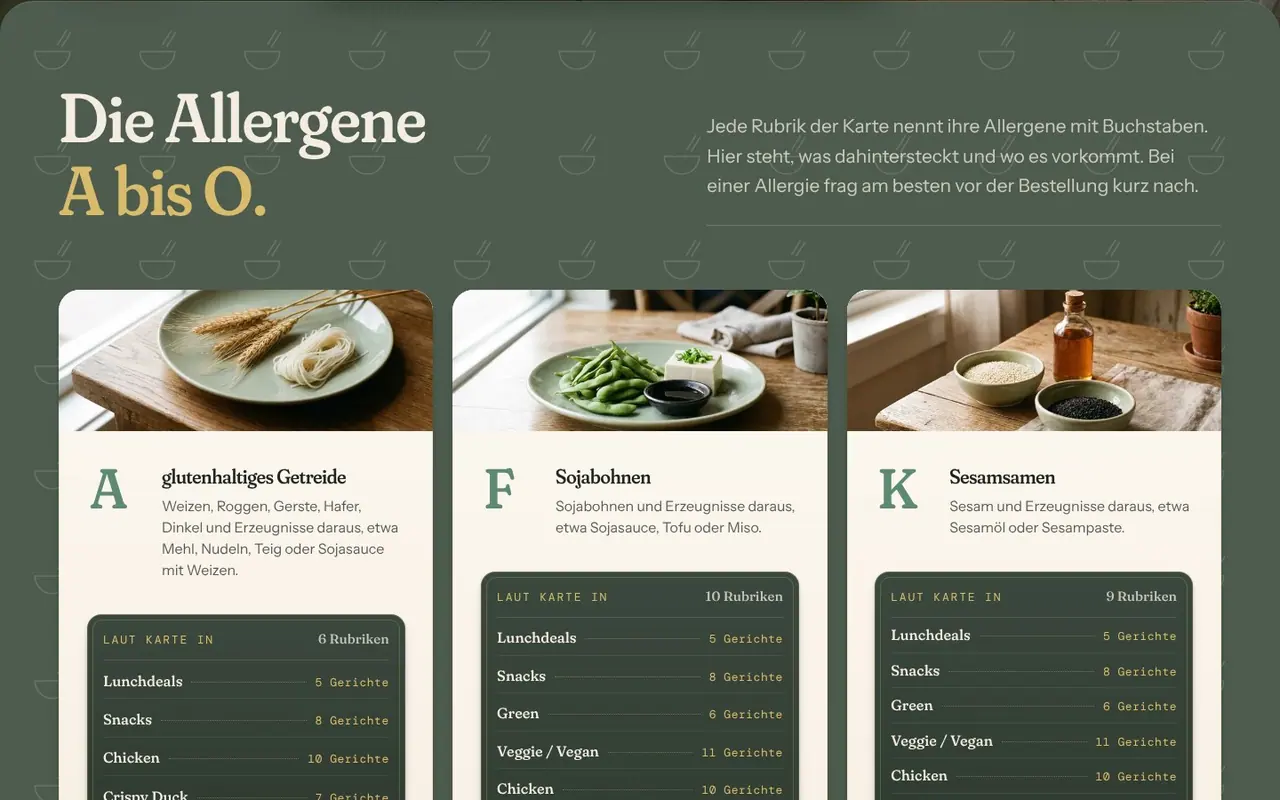 Die Allergene
A bis O.
Jede Rubrik der Karte nennt ihre Allergene mit Buchstaben.
Hier steht, was dahintersteckt und wo es vorkommt. Bei
einer Allergie frag am besten vor der Bestellung kurz nach.
A
glutenhaltiges Getreide
Weizen, Roggen, Gerste, Hafer,
Dinkel und Erzeugnisse daraus, etwa
Mehl, Nudeln, Teig oder Sojasauce
mit Weizen.
LAUT KARTE IN 6 Rubriken
Lunchdeals 5 Gerichte
Snacks 8 Gerichte
Chicken 10 Gerichte
Crispy Duck 7 Gerichte
F
Sojabohnen
Sojabohnen und Erzeugnisse daraus,
etwa Sojasauce, Tofu oder Miso.
LAUT KARTE IN 10 Rubriken
Lunchdeals 5 Gerichte
Snacks 8 Gerichte
Green 6 Gerichte
Veggie / Vegan 11 Gerichte
Chicken 10 Gerichte
K
Sesamsamen
Sesam und Erzeugnisse daraus, etwa
Sesamöl oder Sesampaste.
LAUT KARTE IN 9 Rubriken
Lunchdeals 5 Gerichte
Snacks 8 Gerichte
Green 6 Gerichte
Veggie / Vegan 11 Gerichte
Chicken 10 Gerichte